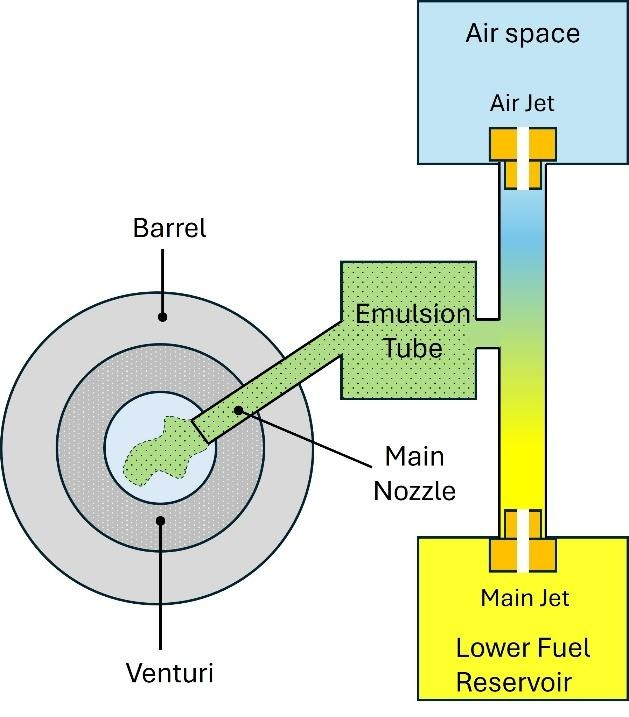 Air space
Air Jet
Barrel
Emulsion
Tube
Main
Nozzle
Main Jet
Lower Fuel
Reservoir
Venturi